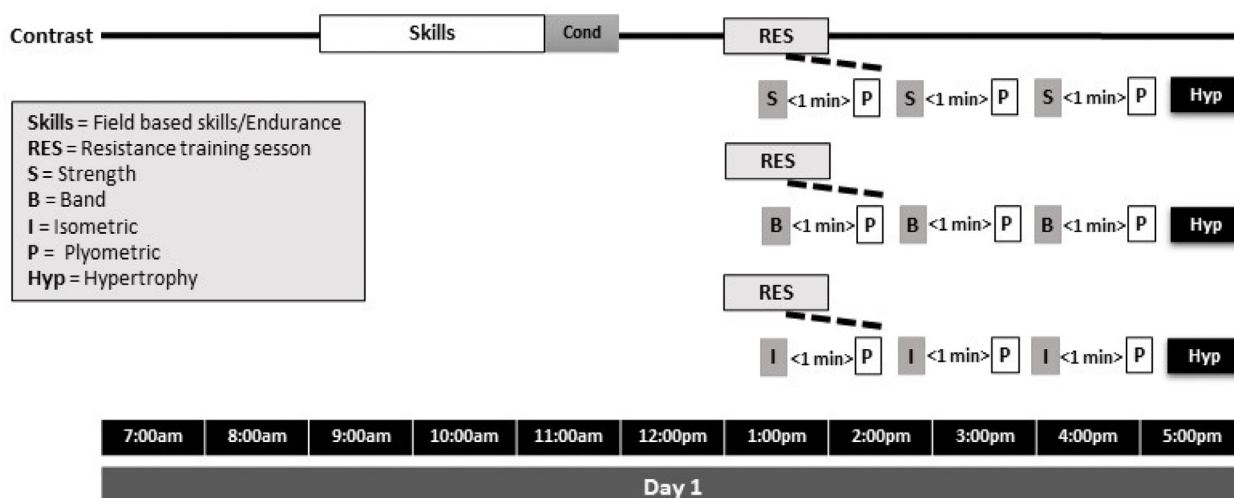 Contrast
Skills
Cond
RES
S <1 min> P S <1 min> P S <1 min> P Hyp
Skills = Field based skills/Endurance
RES = Resistance training sesson
S = Strength
B = Band
I = Isometric
P = Plyometric
Hyp = Hypertrophy
RES
B <1 min> P B <1 min> P B <1 min> P Hyp
RES
I <1 min> P I <1 min> P I <1 min> P Hyp
7:00am 8:00am 9:00am 10:00am 11:00am 12:00pm 1:00pm 2:00pm 3:00pm 4:00pm 5:00pm
Day 1